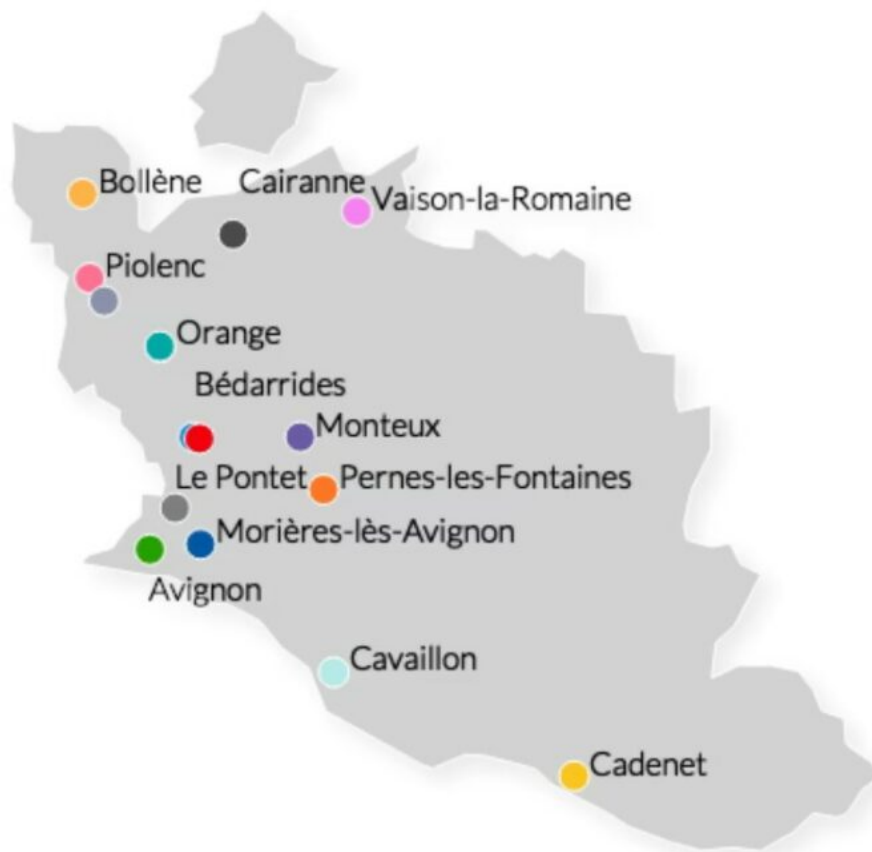 Bollène
Cairanne
Vaison-la-Romaine
Piolenc
Orange
Bédarrides
Monteux
Le Pontet
Pernes-les-Fontaines
Morières-lès-Avignon
Avignon
Cavaillon
Cadenet